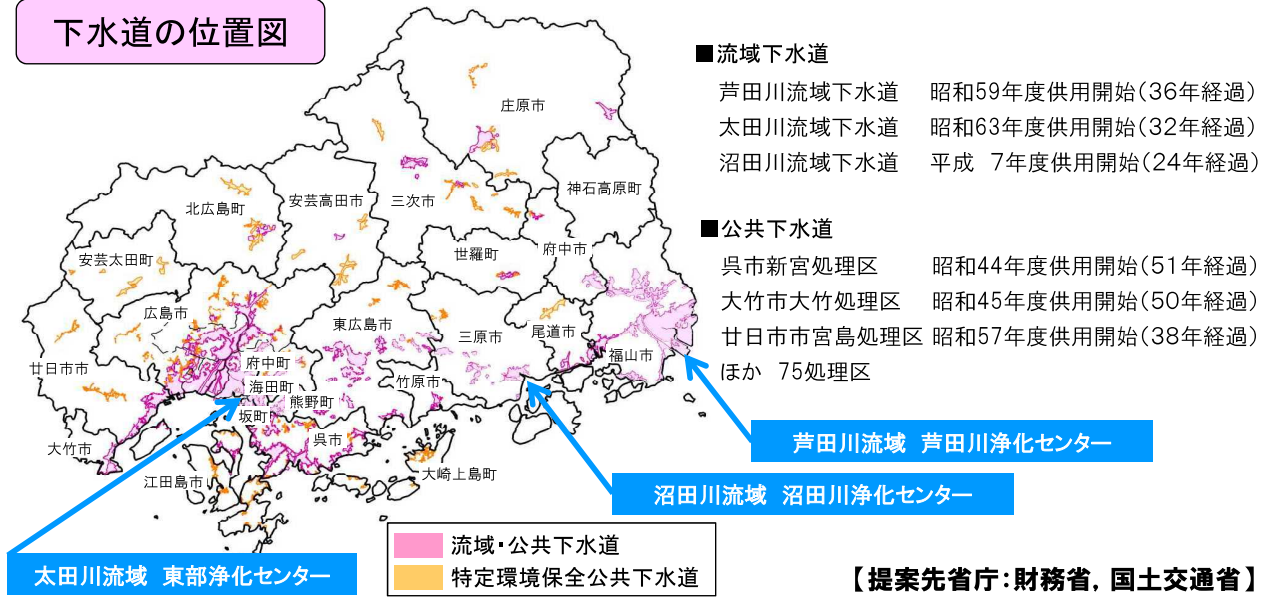 下水道の位置図
■流域下水道
芦田川流域下水道 昭和59年度供用開始(36年経過)
太田川流域下水道 昭和63年度供用開始(32年経過)
沼田川流域下水道 平成 7年度供用開始(24年経過)
■公共下水道
呉市新宮処理区 昭和44年度供用開始(51年経過)
大竹市大竹処理区 昭和45年度供用開始(50年経過)
廿日市市宮島処理区 昭和57年度供用開始(38年経過)
ほか 75処理区
庄原市
神石高原町
北広島町
安芸高田市
三次市
安芸太田町
世羅町
府中市
広島市
東広島市
三原市
尾道市
福山市
廿日市市
府中町
海田町
熊野町
坂町
竹原市
大竹市
呉市
江田島市
大崎上島町
芦田川流域 芦田川浄化センター
沼田川流域 沼田川浄化センター
太田川流域 東部浄化センター
流域・公共下水道
特定環境保全公共下水道
【提案先省庁:財務省,国土交通省】